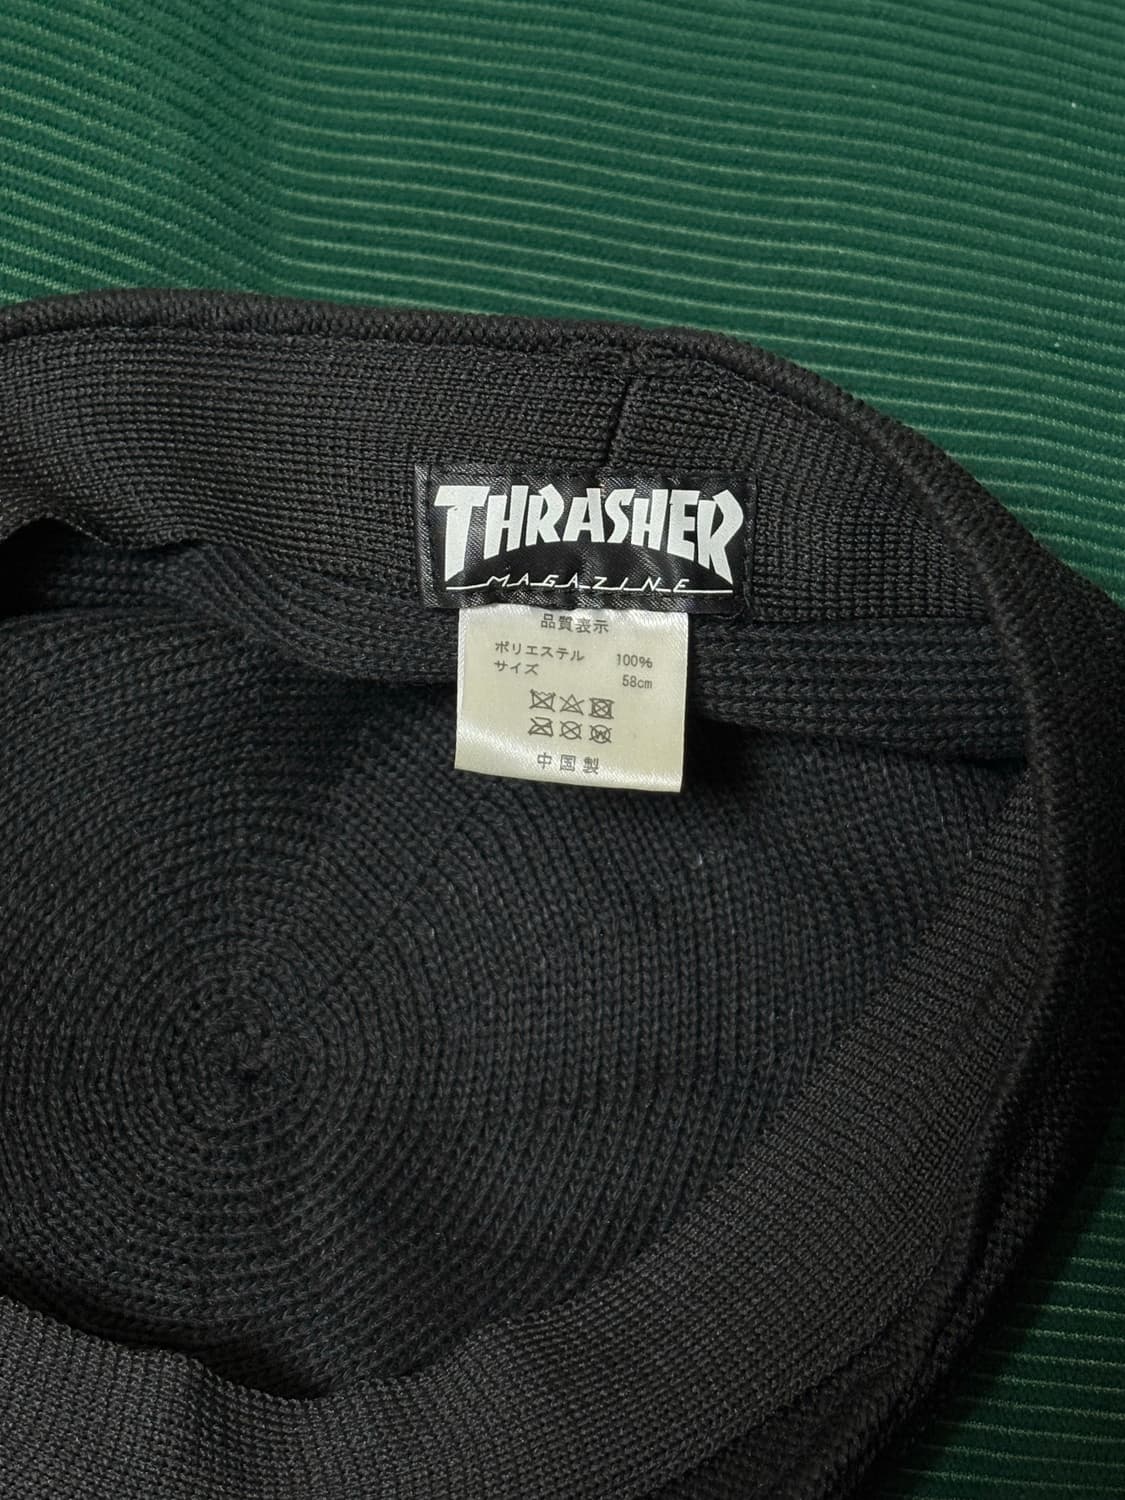 THRASHER
MAGAZINE
品質表示
ポリエステル 100%
サイズ 58cm
中国製